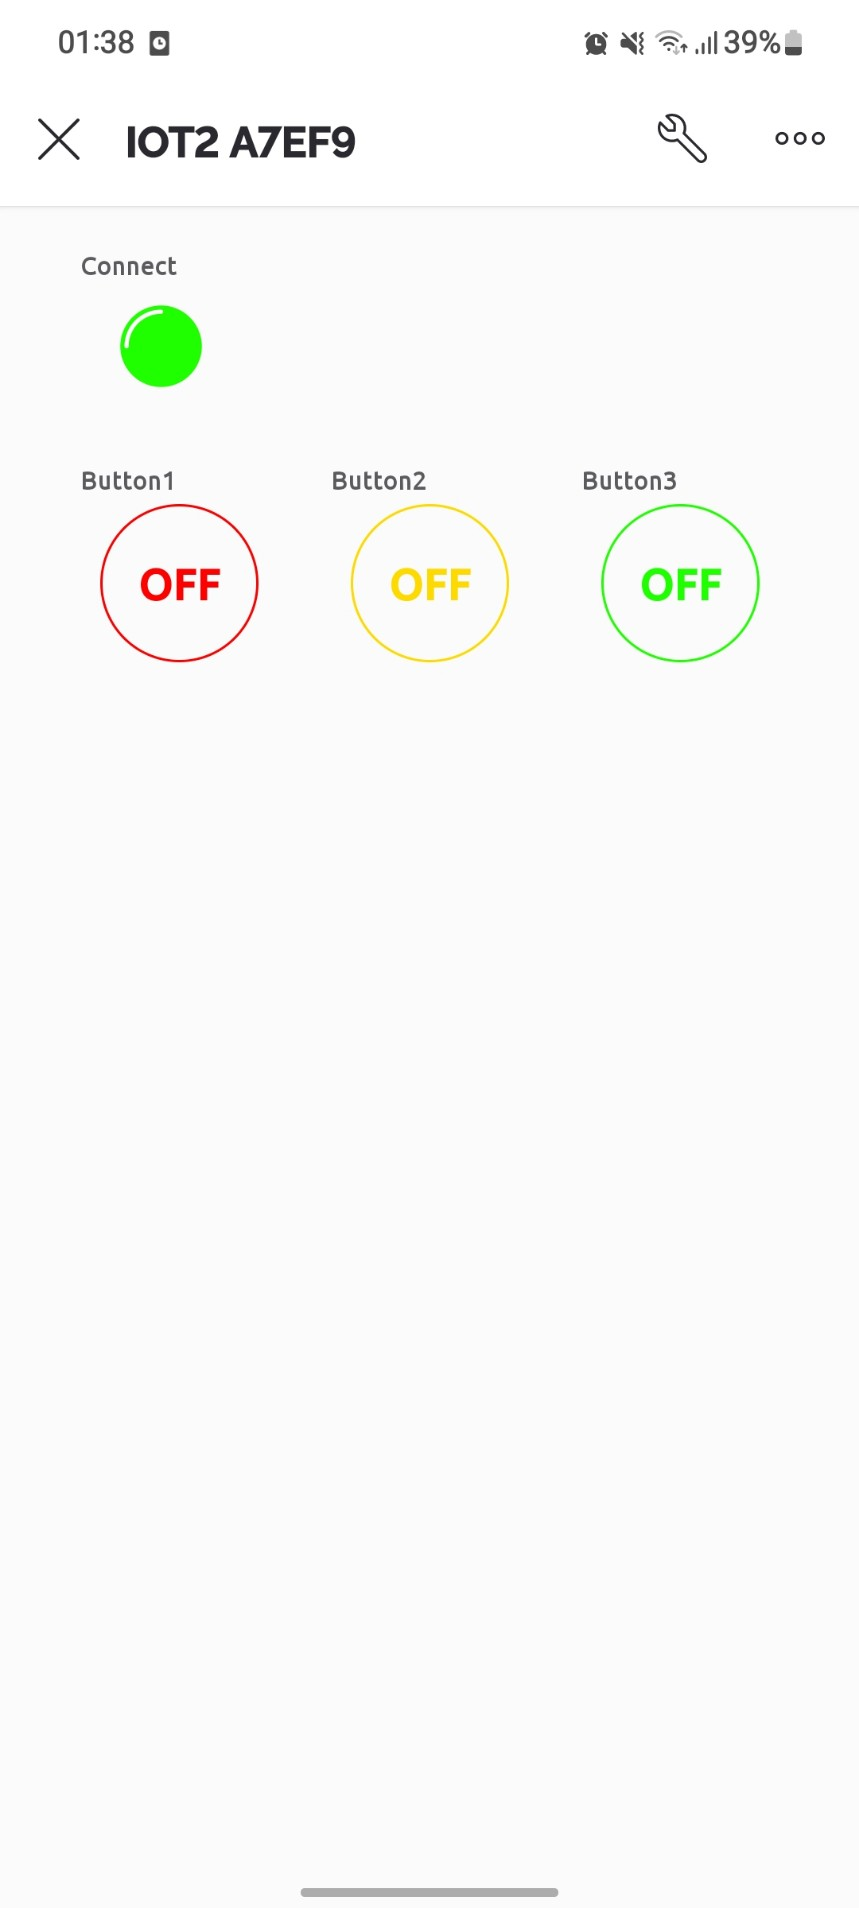 01:38 39%
IOT2 A7EF9
Connect
Button1 Button2 Button3
OFF OFF OFF